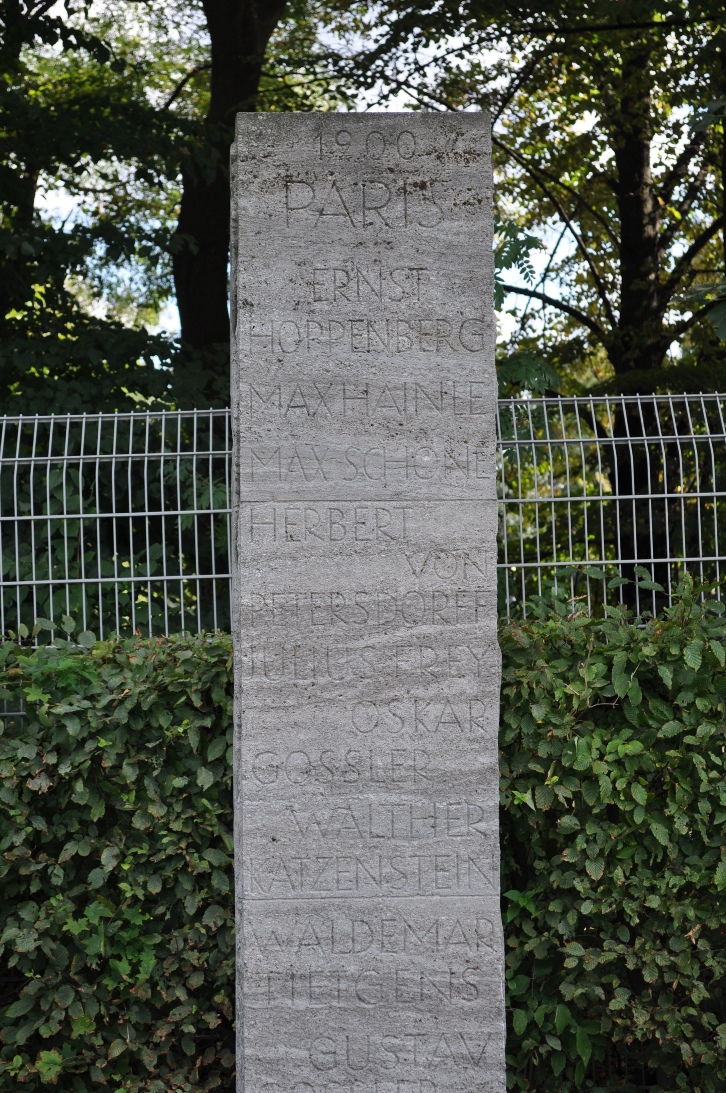 1900
PARIS
ERNST
HOPPENBERG
MAX HAINLE
MAX SCHÖNE
HERBERT
VON
PETERSDORFF
JULIUS FREY
OSKAR
GOSSLER
WALTHER
KATZENSTEIN
WALDEMAR
TIETGENS
GUSTAV
GOSSLER